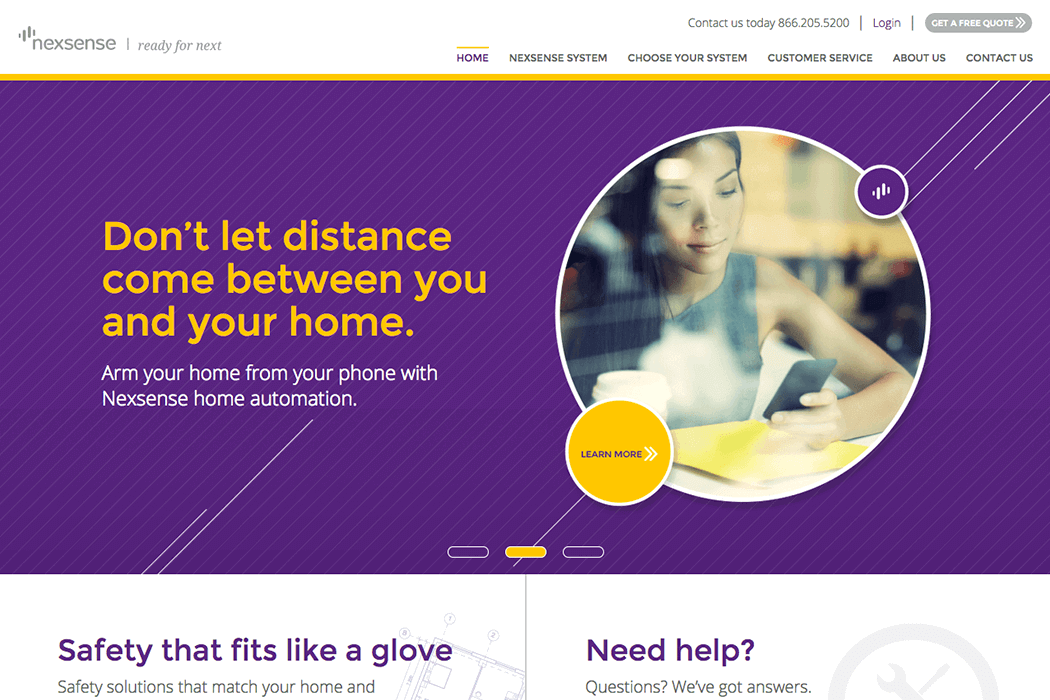 Contact us today 866.205.5200 | Login | GET A FREE QUOTE
nexsense | ready for next
HOME NEXSENSE SYSTEM CHOOSE YOUR SYSTEM CUSTOMER SERVICE ABOUT US CONTACT US
Don't let distance
come between you
and your home.
Arm your home from your phone with
Nexsense home automation.
LEARN MORE
Safety that fits like a glove
Safety solutions that match your home and
Need help?
Questions? We've got answers.